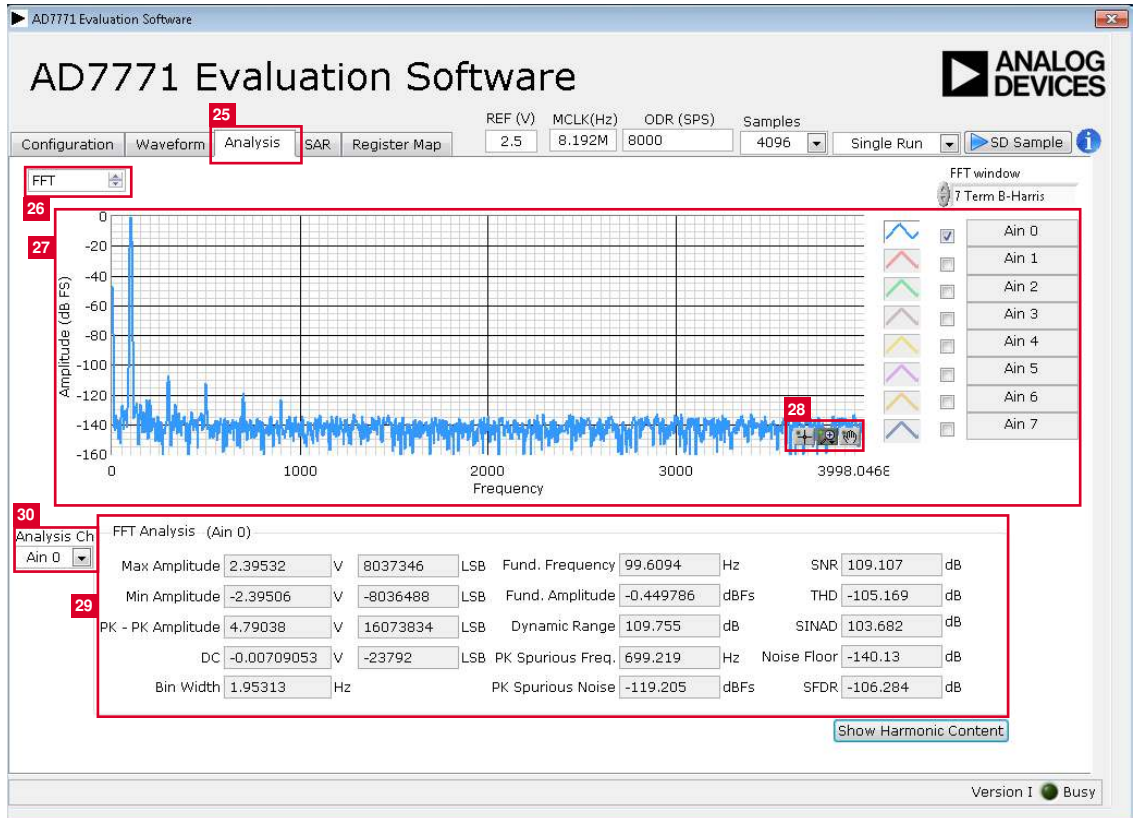 AD7771 Evaluation Software
AD7771 Evaluation Software
ANALOG
DEVICES
25
REF (V) MCLK(Hz) ODR (SPS) Samples
Configuration Waveform Analysis SAR Register Map 2.5 8.192M 8000 4096 Single Run SD Sample i
FFT
FFT window
7 Term B-Harris
26
27
Amplitude (dB FS)
0
-20
-40
-60
-80
-100
-120
-140
-160
0 1000 2000 3000 3998.046E
Frequency
28
Ain 0
Ain 1
Ain 2
Ain 3
Ain 4
Ain 5
Ain 6
Ain 7
30
Analysis Ch
Ain 0
29
FFT Analysis (Ain 0)
Max Amplitude 2.39532 V 8037346 LSB Fund. Frequency 99.6094 Hz SNR 109.107 dB
Min Amplitude -2.39506 V -8036488 LSB Fund. Amplitude -0.449786 dBFs THD -105.169 dB
PK - PK Amplitude 4.79038 V 16073834 LSB Dynamic Range 109.755 dB SINAD 103.682 dB
DC -0.00709053 V -23792 LSB PK Spurious Freq. 699.219 Hz Noise Floor -140.13 dB
Bin Width 1.95313 Hz PK Spurious Noise -119.205 dBFs SFDR -106.284 dB
Show Harmonic Content
Version I Busy